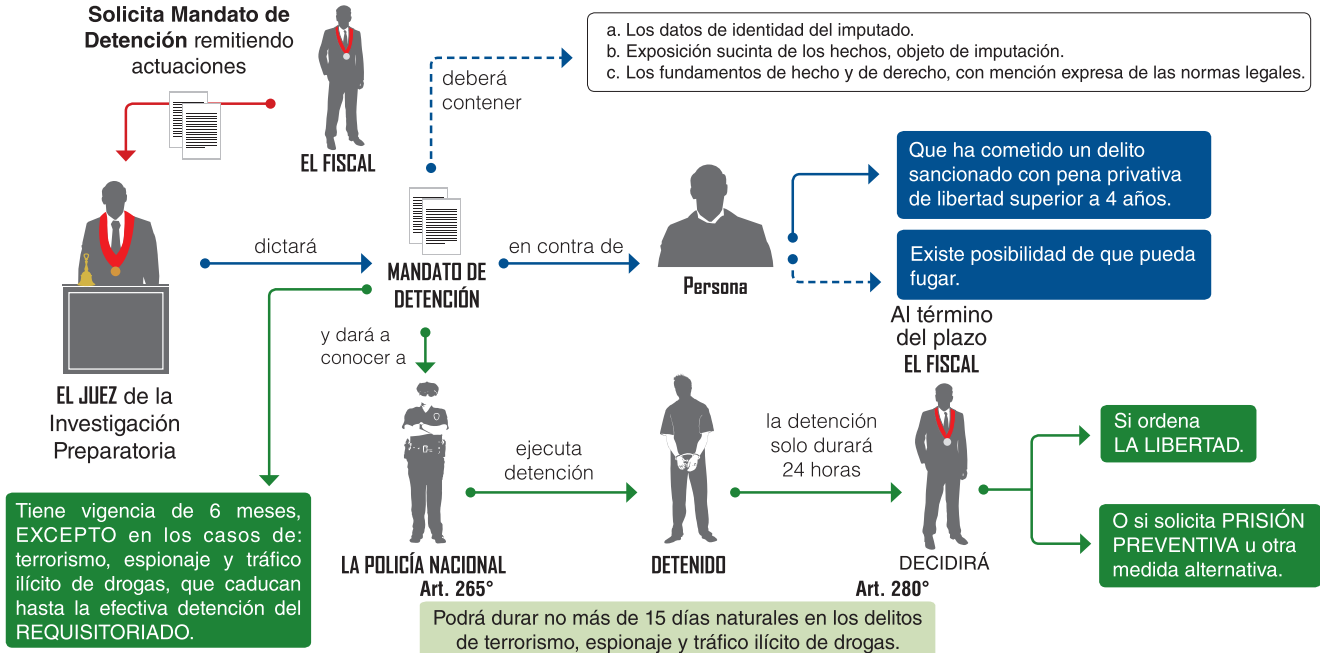 Solicita Mandato de
Detención remitiendo
actuaciones
EL FISCAL
deberá
contener
a. Los datos de identidad del imputado.
b. Exposición sucinta de los hechos, objeto de imputación.
c. Los fundamentos de hecho y de derecho, con mención expresa de las normas legales.
EL JUEZ de la
Investigación
Preparatoria
dictará
MANDATO DE
DETENCIÓN
en contra de
Persona
Que ha cometido un delito
sancionado con pena privativa
de libertad superior a 4 años.
Existe posibilidad de que pueda
fugar.
Tiene vigencia de 6 meses,
EXCEPTO en los casos de:
terrorismo, espionaje y tráfico
ilícito de drogas, que caducan
hasta la efectiva detención del
REQUISITORIADO.
y dará a
conocer a
LA POLICÍA NACIONAL
Art. 265°
ejecuta
detención
DETENIDO
la detención
solo durará
24 horas
Al término
del plazo
EL FISCAL
DECIDIRÁ
Art. 280°
Si ordena
LA LIBERTAD.
O si solicita PRISIÓN
PREVENTIVA u otra
medida alternativa.
Podrá durar no más de 15 días naturales en los delitos
de terrorismo, espionaje y tráfico ilícito de drogas.